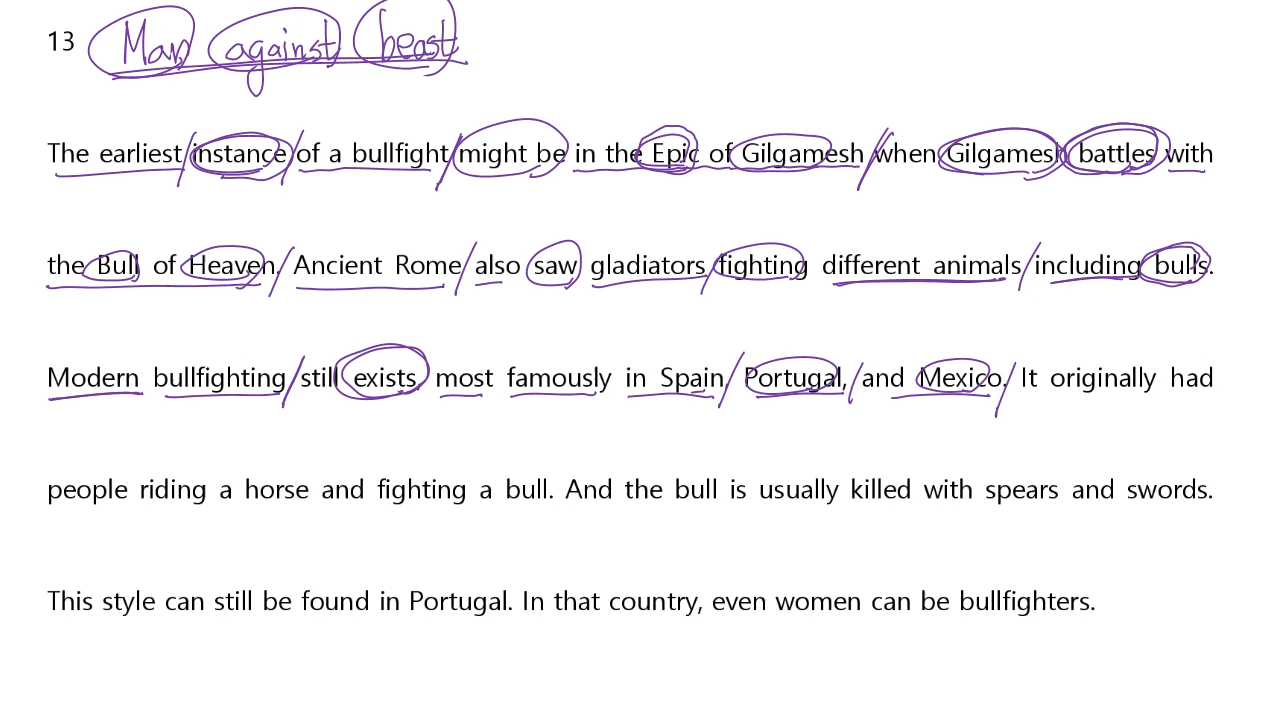 13 Man against beast
The earliest instance of a bullfight might be in the Epic of Gilgamesh when Gilgamesh battles with
the Bull of Heaven. Ancient Rome also saw gladiators fighting different animals including bulls.
Modern bullfighting still exists, most famously in Spain, Portugal, and Mexico. It originally had
people riding a horse and fighting a bull. And the bull is usually killed with spears and swords.
This style can still be found in Portugal. In that country, even women can be bullfighters.